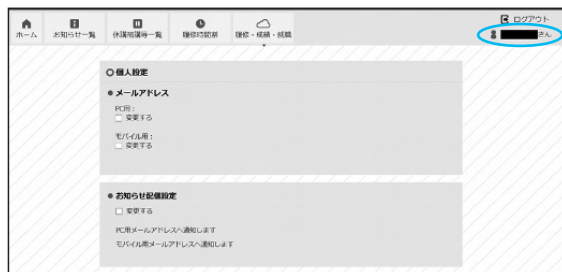 ログアウト
ホーム
お知らせ一覧
休講補講等一覧
履修時間割
履修・成績・就職
さん
個人設定
メールアドレス
PC用：
変更する
モバイル用：
変更する
お知らせ配信設定
変更する
PC用メールアドレスへ通知します
モバイル用メールアドレスへ通知します